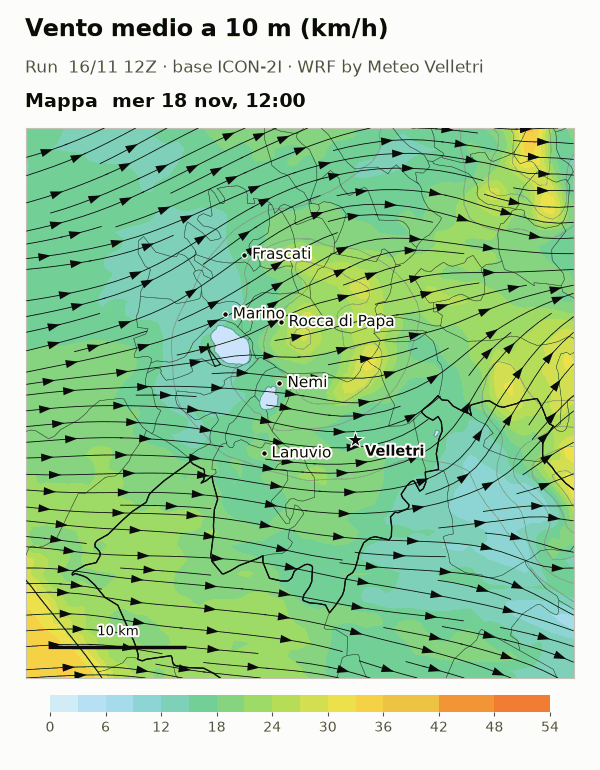 Vento medio a 10 m (km/h)
Run 16/11 12Z · base ICON-2I · WRF by Meteo Velletri
Mappa mer 18 nov, 12:00
Frascati
Marino
Rocca di Papa
Nemi
Velletri
Lanuvio
10 km
0 6 12 18 24 30 36 42 48 54